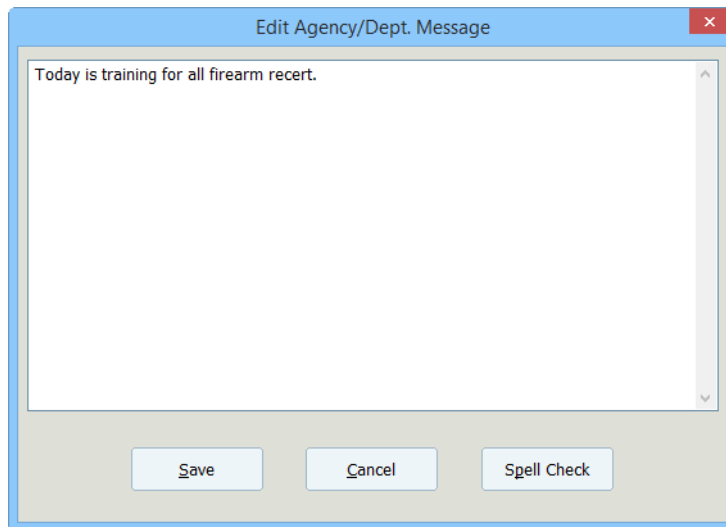 Edit Agency/Dept. Message
Today is training for all firearm recert.
Save Cancel Spell Check